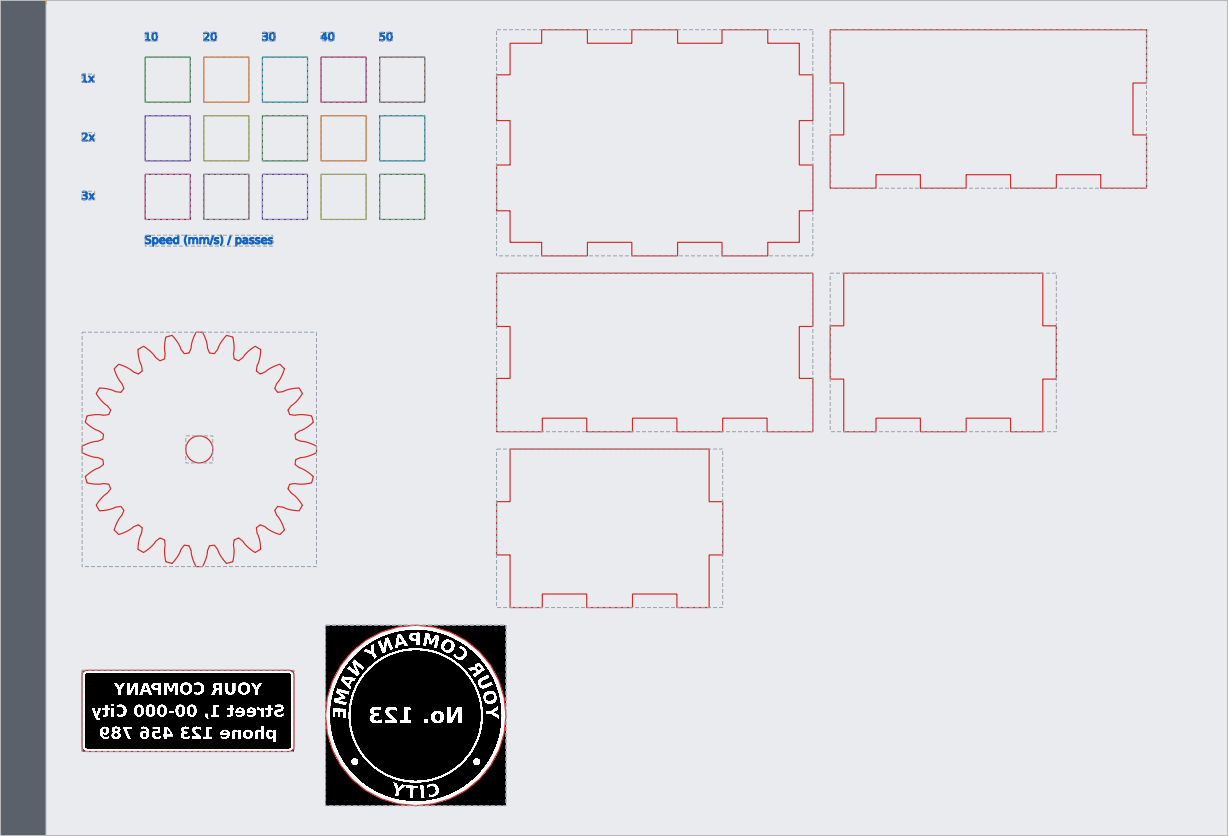 10 20 30 40 50
1x
2x
3x
Speed (mm/s) / passes
YOUR COMPANY
Street 1, 00-000 City
phone 123 456 789
YOUR COMPANY NAME
No. 123
CITY